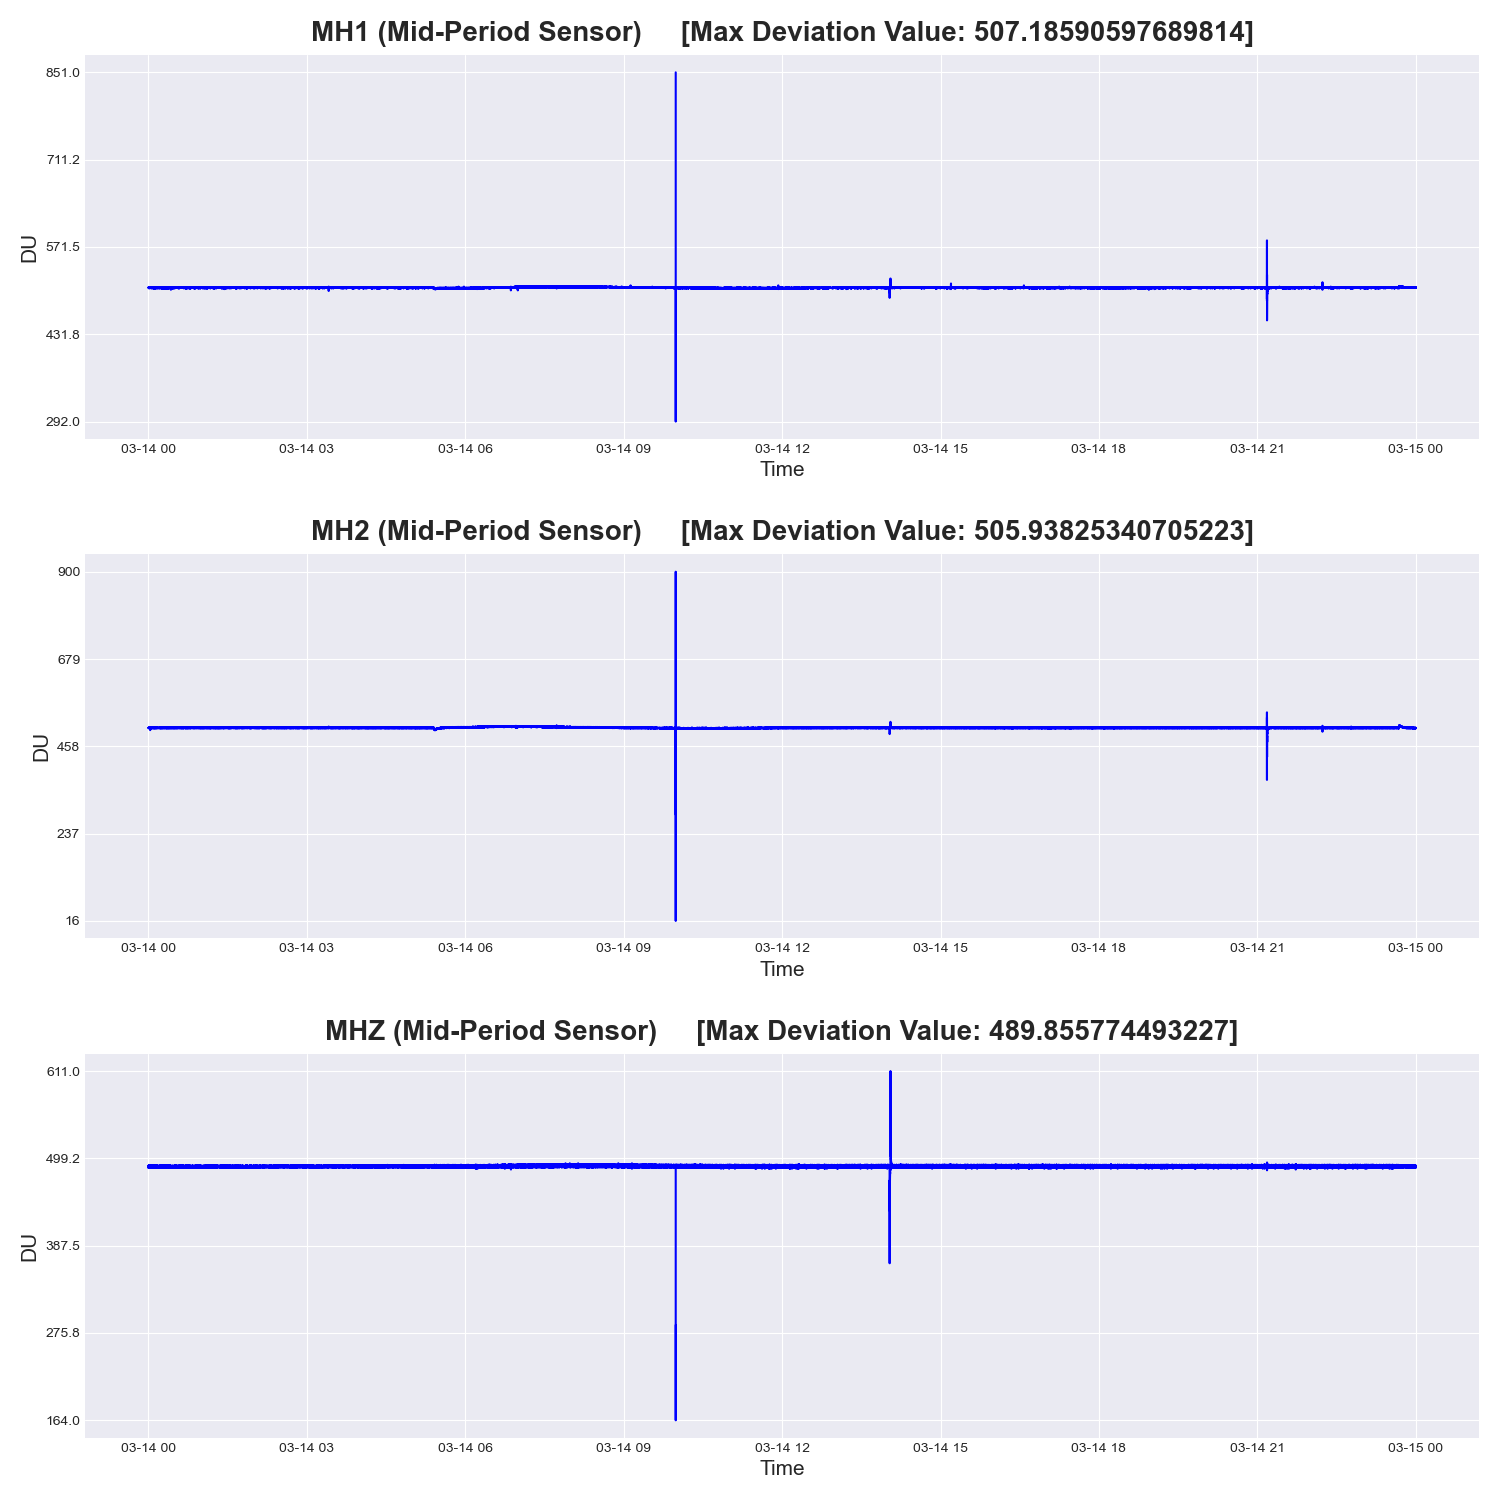 MH1 (Mid-Period Sensor) [Max Deviation Value: 507.18590597689814]
851.0
711.2
571.5
431.8
292.0
DU
03-14 00 03-14 03 03-14 06 03-14 09 03-14 12 03-14 15 03-14 18 03-14 21 03-15 00
Time
MH2 (Mid-Period Sensor) [Max Deviation Value: 505.93825340705223]
900
679
458
237
16
DU
03-14 00 03-14 03 03-14 06 03-14 09 03-14 12 03-14 15 03-14 18 03-14 21 03-15 00
Time
MHZ (Mid-Period Sensor) [Max Deviation Value: 489.855774493227]
611.0
499.2
387.5
275.8
164.0
DU
03-14 00 03-14 03 03-14 06 03-14 09 03-14 12 03-14 15 03-14 18 03-14 21 03-15 00
Time